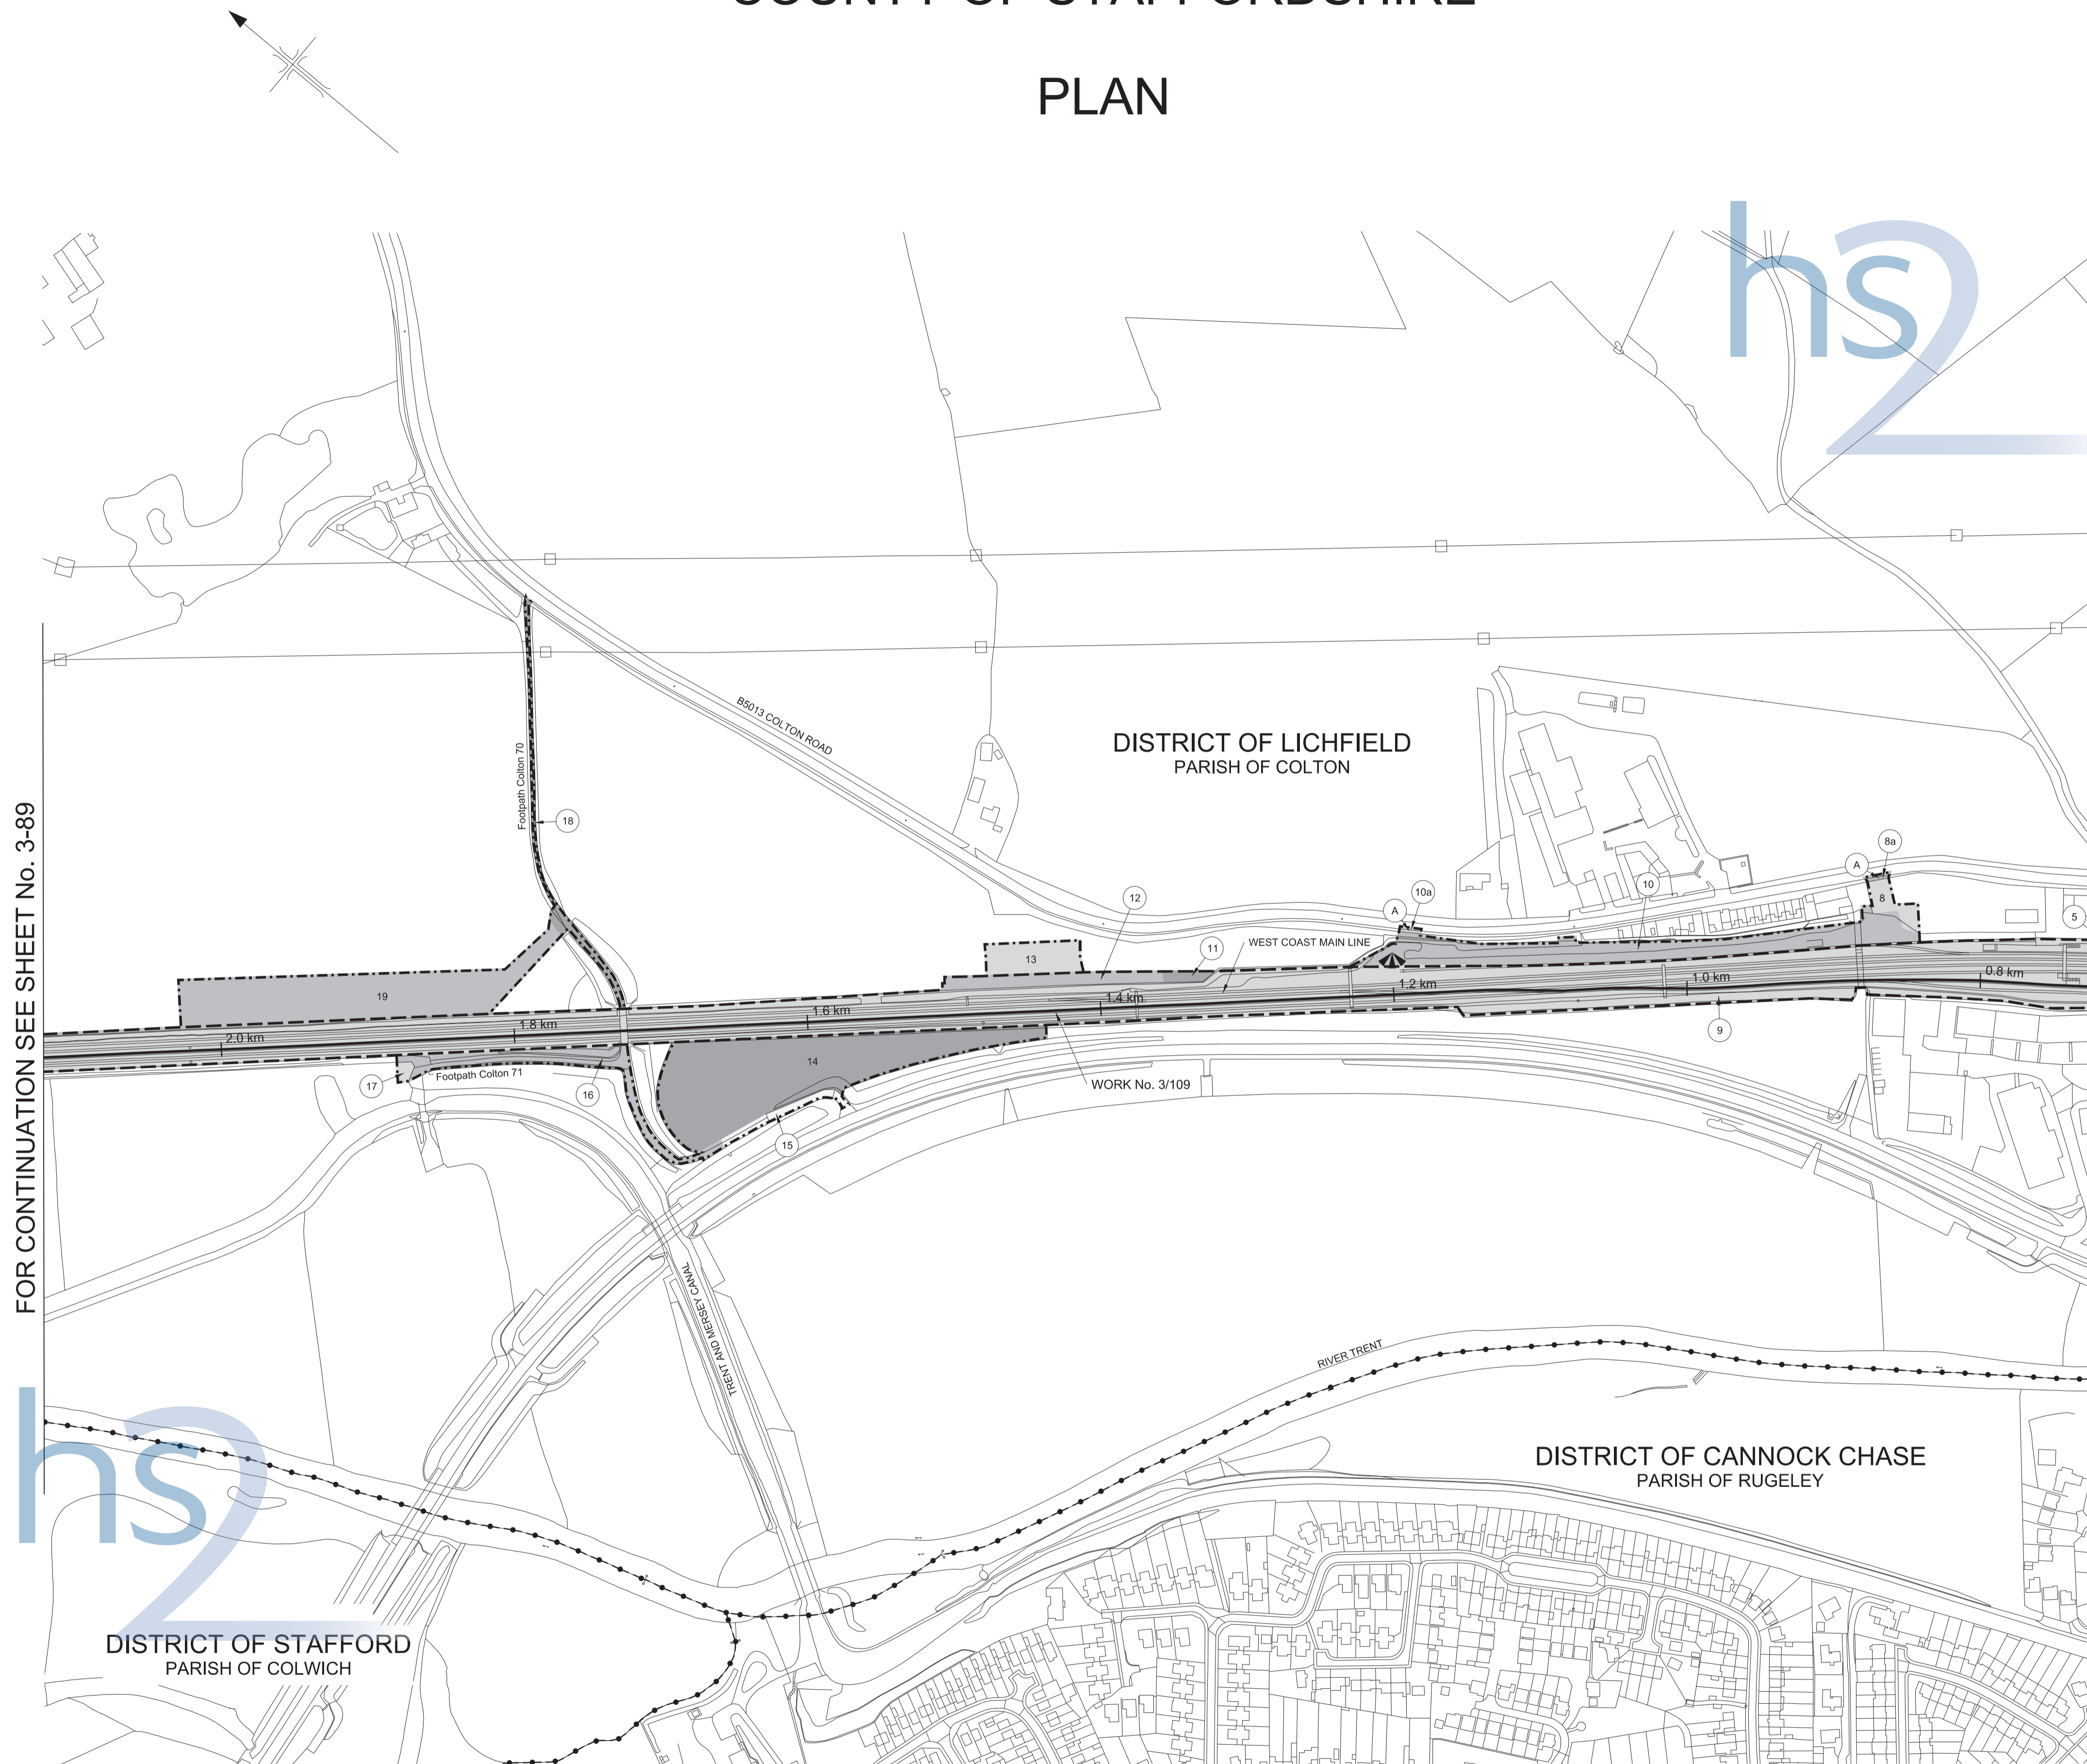 COUNTY OF STAFFORDSHIRE
PLAN
hs2
B5013 COLTON ROAD
DISTRICT OF LICHFIELD
PARISH OF COLTON
Footpath Colton 70
18
FOR CONTINUATION SEE SHEET No. 3-89
8a
A
10a
10
12
A
8
5
11
WEST COAST MAIN LINE
13
19
0.8 km
1.0 km
1.2 km
1.4 km
1.6 km
1.8 km
2.0 km
9
14
17
Footpath Colton 71
16
WORK No. 3/109
15
TRENT AND MERSEY CANAL
RIVER TRENT
hs2
DISTRICT OF CANNOCK CHASE
PARISH OF RUGELEY
DISTRICT OF STAFFORD
PARISH OF COLWICH